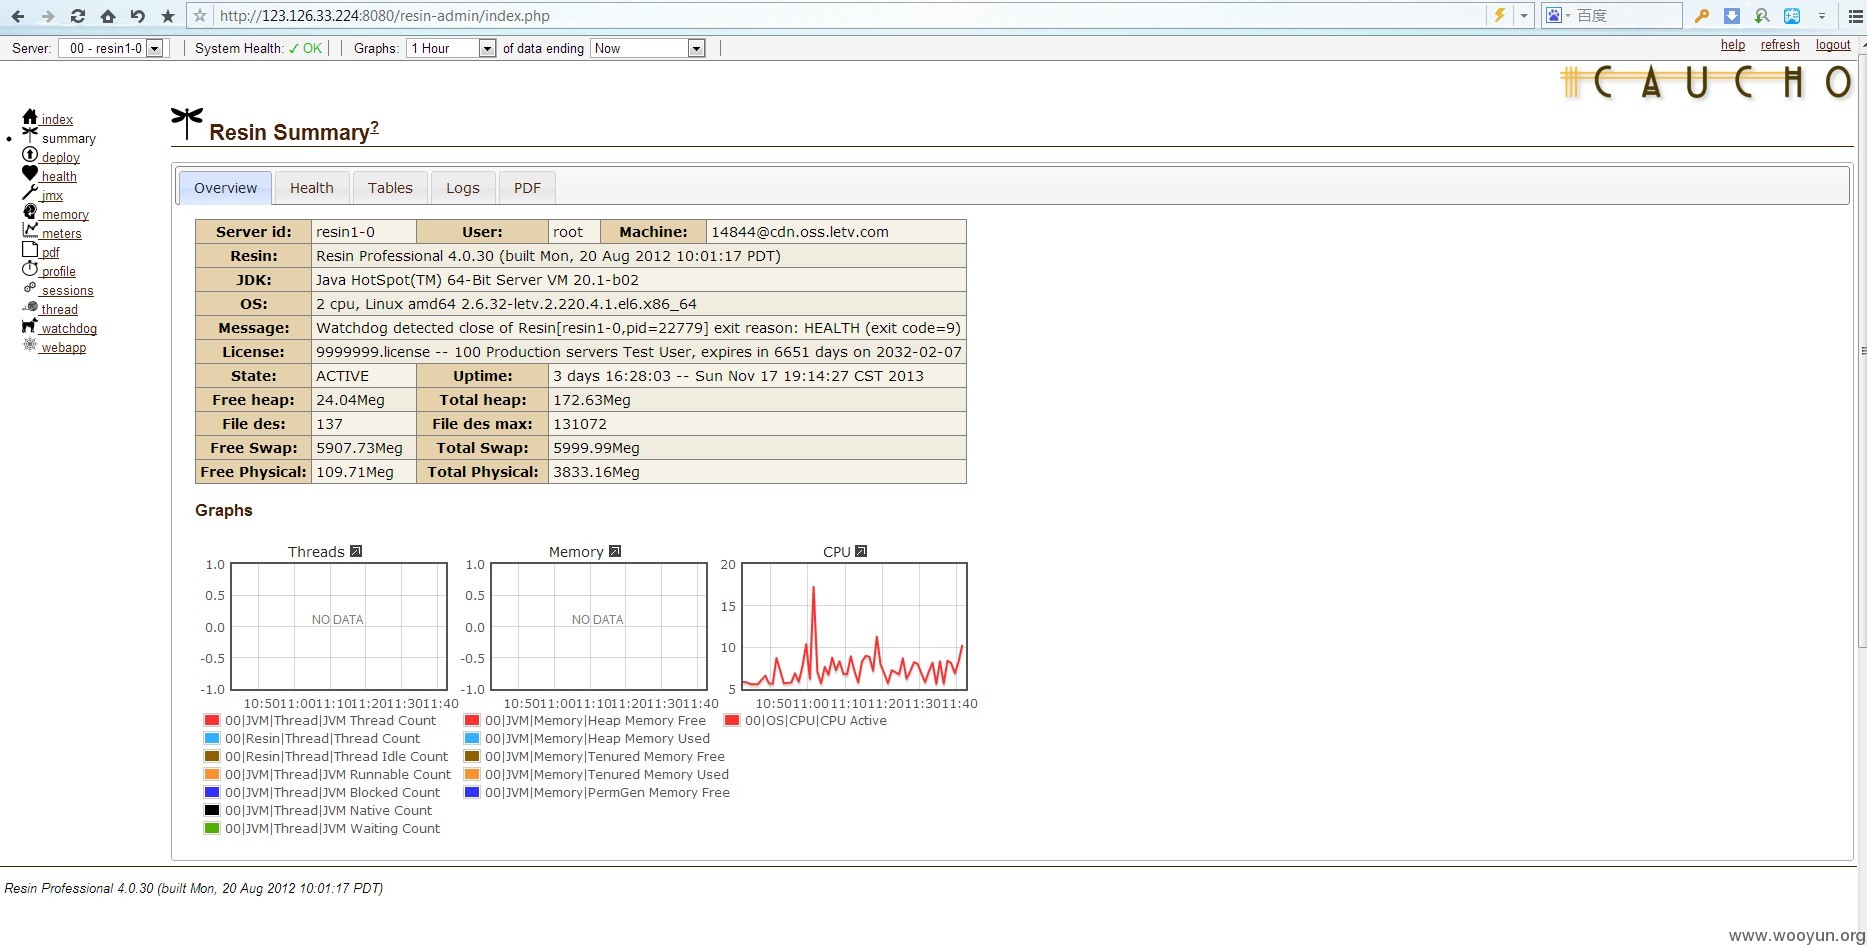 http://123.126.33.224:8080/resin-admin/index.php
百度
Server: 00 - resin1-0 System Health: ✓ OK Graphs: 1 Hour of data ending Now
help refresh logout
CAUCHO
index
summary
deploy
health
jmx
memory
meters
pdf
profile
sessions
thread
watchdog
webapp
Resin Summary?
Overview Health Tables Logs PDF
Server id: resin1-0 User: root Machine: 14844@cdn.oss.letv.com
Resin: Resin Professional 4.0.30 (built Mon, 20 Aug 2012 10:01:17 PDT)
JDK: Java HotSpot(TM) 64-Bit Server VM 20.1-b02
OS: 2 cpu, Linux amd64 2.6.32-letv.2.220.4.1.el6.x86_64
Message: Watchdog detected close of Resin[resin1-0,pid=22779] exit reason: HEALTH (exit code=9)
License: 9999999.license -- 100 Production servers Test User, expires in 6651 days on 2032-02-07
State: ACTIVE Uptime: 3 days 16:28:03 -- Sun Nov 17 19:14:27 CST 2013
Free heap: 24.04Meg Total heap: 172.63Meg
File des: 137 File des max: 131072
Free Swap: 5907.73Meg Total Swap: 5999.99Meg
Free Physical: 109.71Meg Total Physical: 3833.16Meg
Graphs
Threads
1.0
0.5
0.0
-0.5
-1.0
NO DATA
10:50 11:00 11:10 11:20 11:30 11:40
00|JVM|Thread|JVM Thread Count
00|Resin|Thread|Thread Count
00|Resin|Thread|Thread Idle Count
00|JVM|Thread|JVM Runnable Count
00|JVM|Thread|JVM Blocked Count
00|JVM|Thread|JVM Native Count
00|JVM|Thread|JVM Waiting Count
Memory
1.0
0.5
0.0
-0.5
-1.0
NO DATA
10:50 11:00 11:10 11:20 11:30 11:40
00|JVM|Memory|Heap Memory Free
00|JVM|Memory|Heap Memory Used
00|JVM|Memory|Tenured Memory Free
00|JVM|Memory|Tenured Memory Used
00|JVM|Memory|PermGen Memory Free
CPU
20
15
10
5
10:50 11:00 11:10 11:20 11:30 11:40
00|OS|CPU|CPU Active
Resin Professional 4.0.30 (built Mon, 20 Aug 2012 10:01:17 PDT)
www.wooyun.org